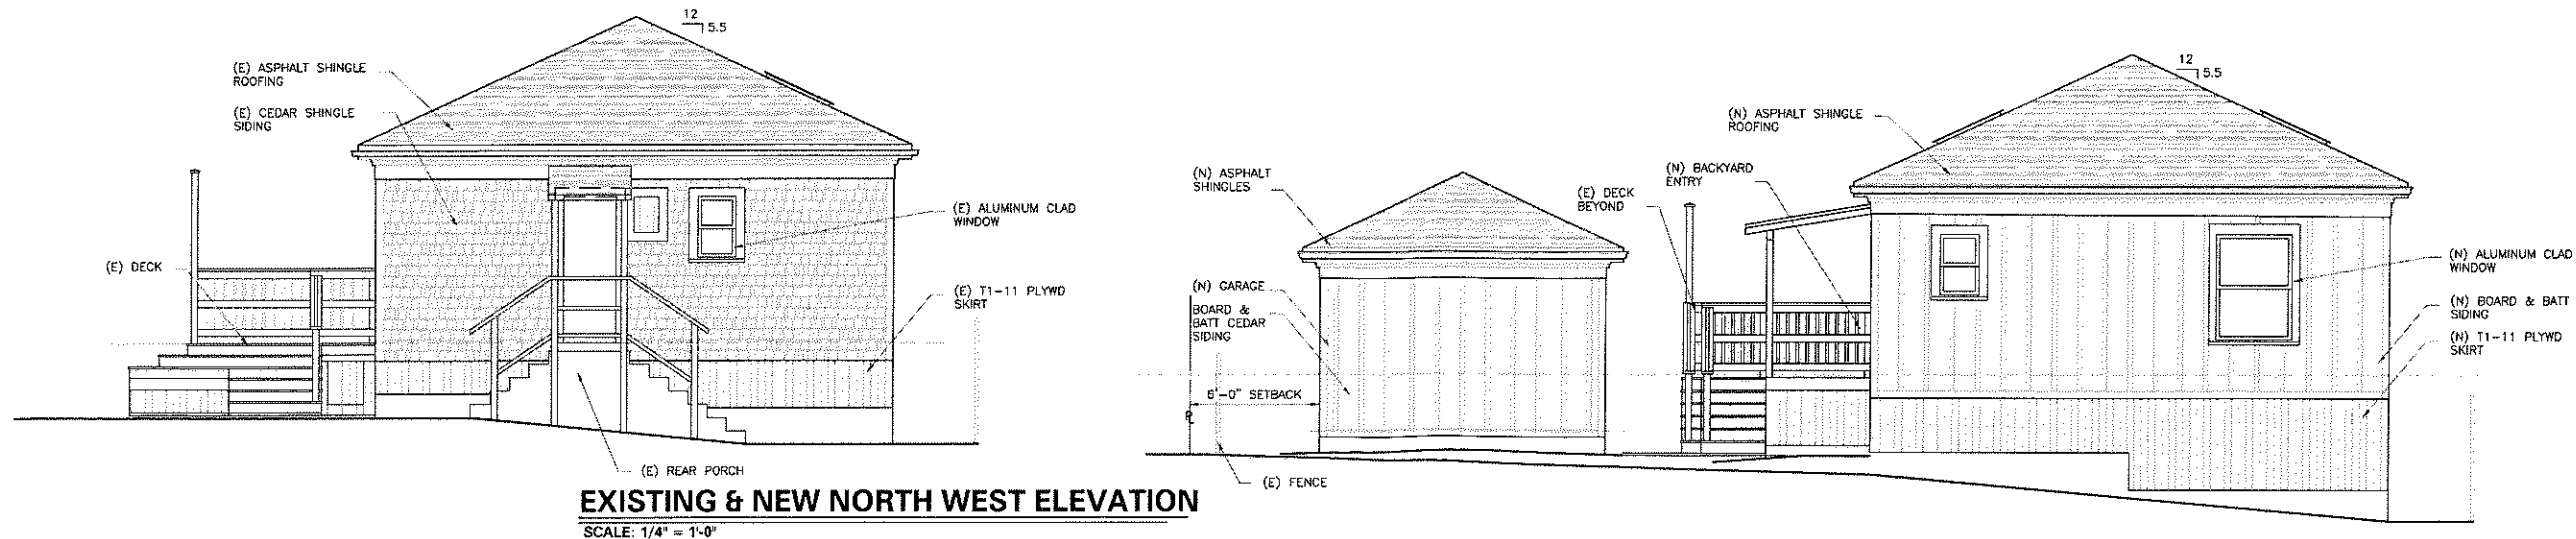 12
5.5
(E) ASPHALT SHINGLE
ROOFING
(E) CEDAR SHINGLE
SIDING
(E) DECK
(E) ALUMINUM CLAD
WINDOW
(E) T1-11 PLYWD
SKIRT
(E) REAR PORCH
EXISTING & NEW NORTH WEST ELEVATION
SCALE: 1/4" = 1'-0"
(N) ASPHALT
SHINGLES
(N) GARAGE
BOARD &
BATT CEDAR
SIDING
6'-0" SETBACK
PL
(E) FENCE
(N) BACKYARD
ENTRY
(E) DECK
BEYOND
(N) ASPHALT SHINGLE
ROOFING
12
5.5
(N) ALUMINUM CLAD
WINDOW
(N) BOARD & BATT
SIDING
(N) T1-11 PLYWD
SKIRT